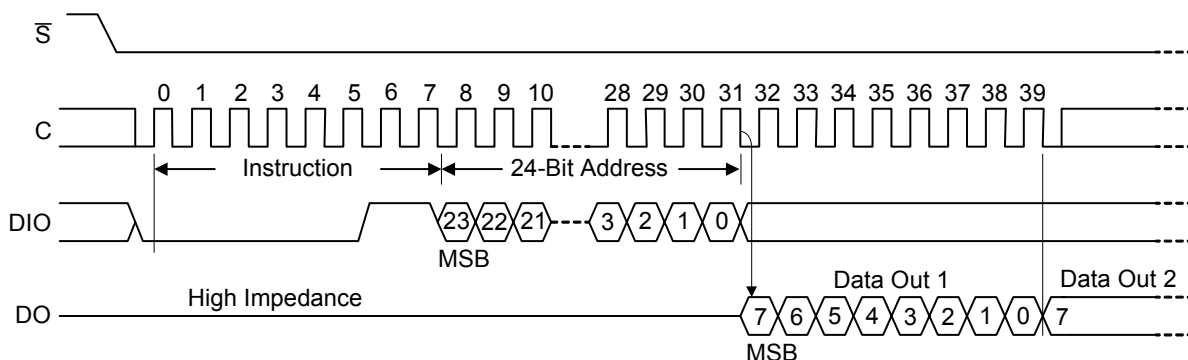 S
0 1 2 3 4 5 6 7 8 9 10 28 29 30 31 32 33 34 35 36 37 38 39
C
Instruction 24-Bit Address
DIO 23 22 21 3 2 1 0
MSB
High Impedance Data Out 1 Data Out 2
DO 7 6 5 4 3 2 1 0 7
MSB